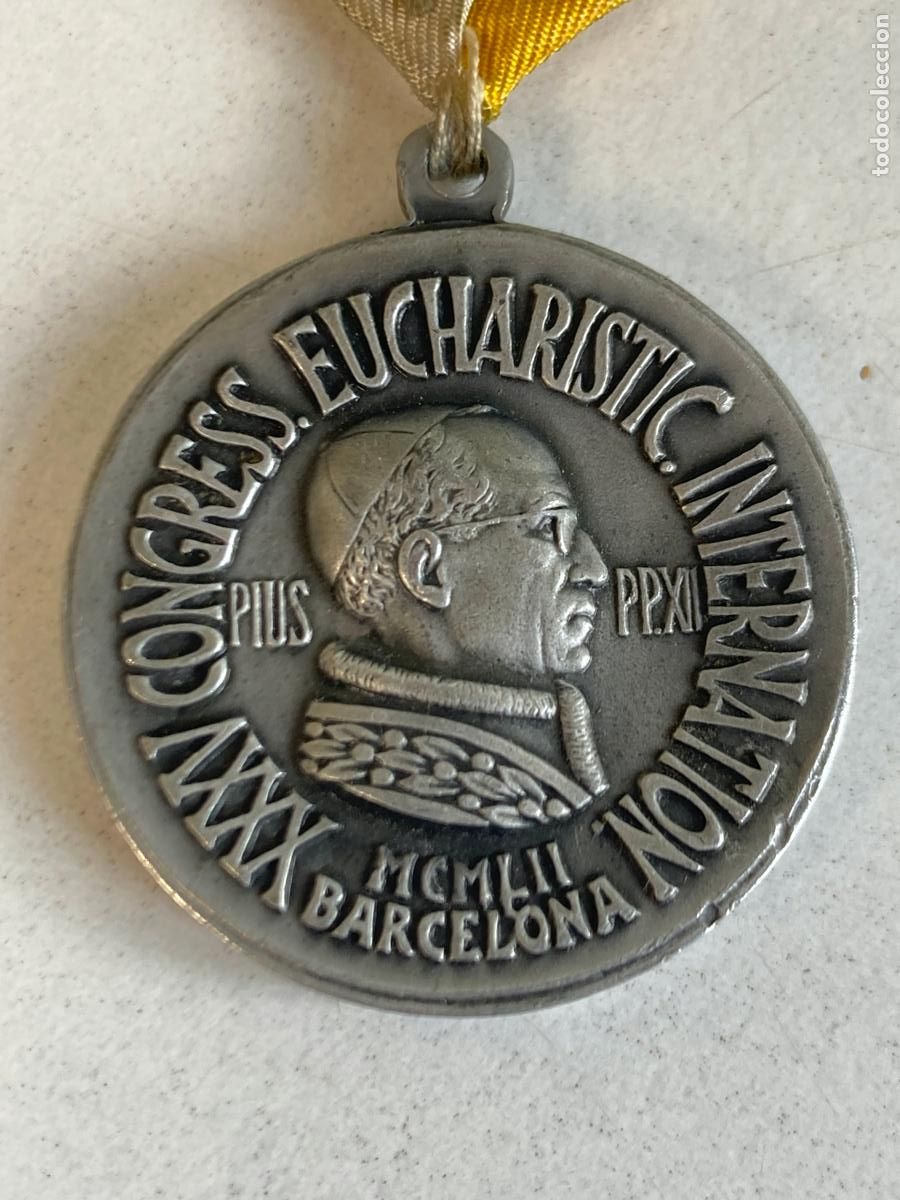 XXXV CONGRESS. EUCHARISTIC. INTERNATION.
PIUS PP.XII
MCMLII
BARCELONA
todocoleccion